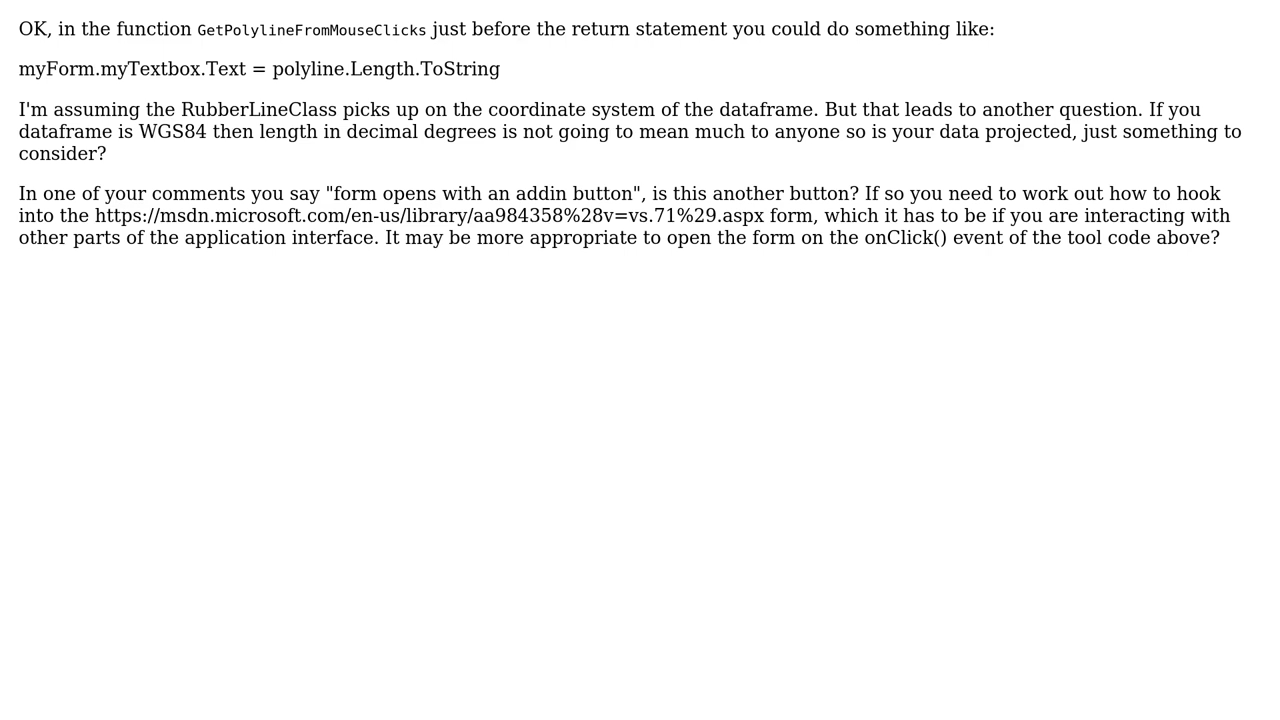 OK, in the function GetPolylineFromMouseClicks just before the return statement you could do something like:
myForm.myTextbox.Text = polyline.Length.ToString
I'm assuming the RubberLineClass picks up on the coordinate system of the dataframe. But that leads to another question. If you
dataframe is WGS84 then length in decimal degrees is not going to mean much to anyone so is your data projected, just something to
consider?
In one of your comments you say "form opens with an addin button", is this another button? If so you need to work out how to hook
into the https://msdn.microsoft.com/en-us/library/aa984358%28v=vs.71%29.aspx form, which it has to be if you are interacting with
other parts of the application interface. It may be more appropriate to open the form on the onClick() event of the tool code above?